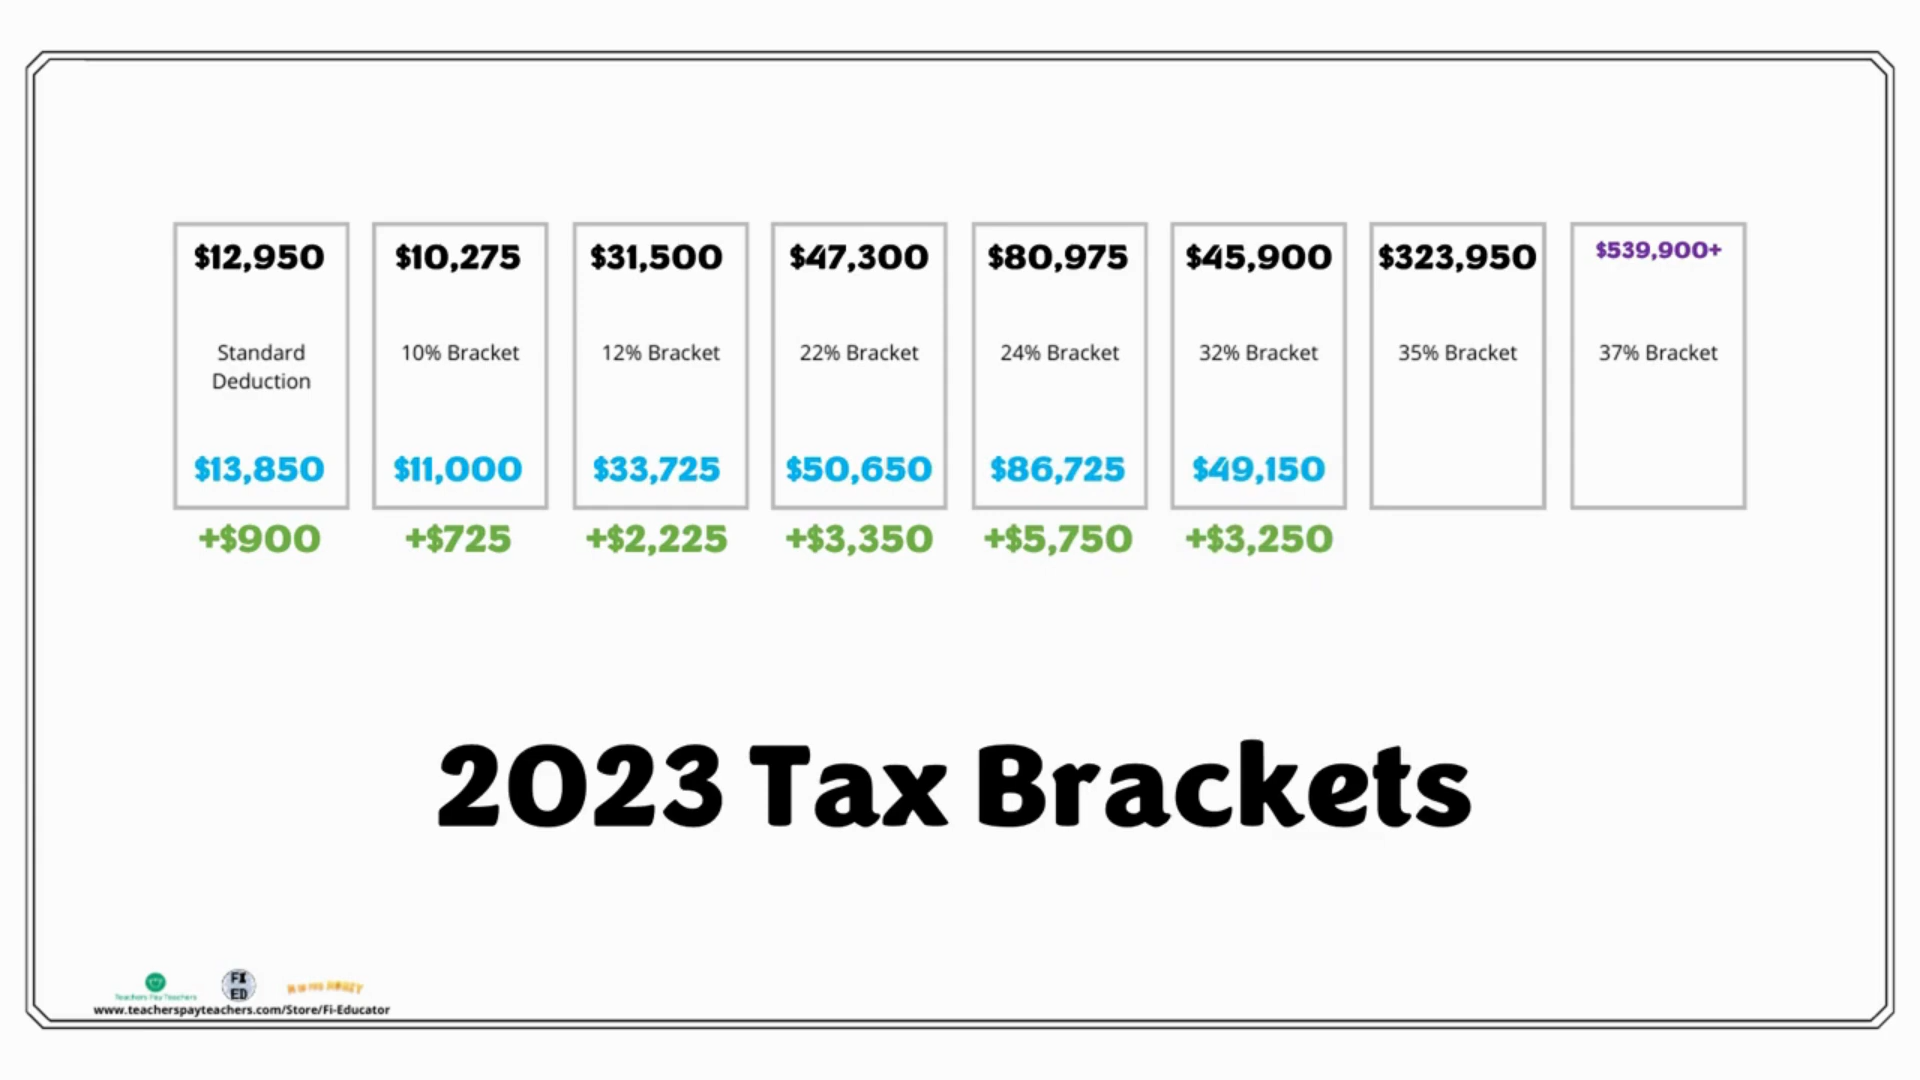 $12,950 $10,275 $31,500 $47,300 $80,975 $45,900 $323,950 $539,900+
Standard 10% Bracket 12% Bracket 22% Bracket 24% Bracket 32% Bracket 35% Bracket 37% Bracket
Deduction
$13,850 $11,000 $33,725 $50,650 $86,725 $49,150
+$900 +$725 +$2,225 +$3,350 +$5,750 +$3,250
2023 Tax Brackets
FI
ED
Teachers Pay Teachers
www.teacherspayteachers.com/Store/Fi-Educator